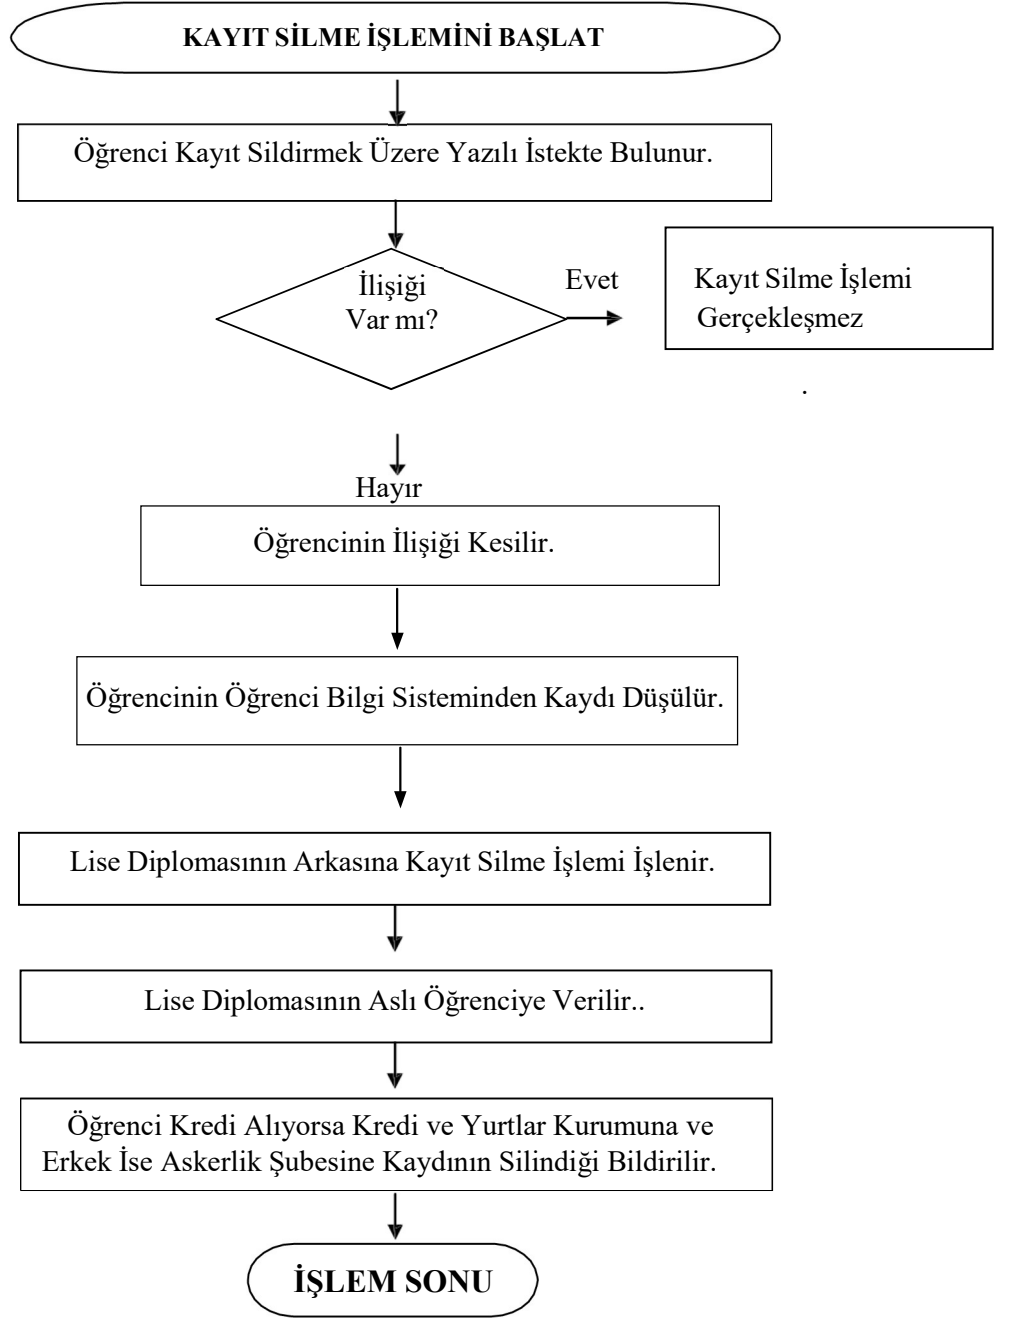 KAYIT SİLME İŞLEMİNİ BAŞLAT
Öğrenci Kayıt Sildirmek Üzere Yazılı İstekte Bulunur.
İlişiği
Var mı?
Evet
Kayıt Silme İşlemi
Gerçekleşmez
.
Hayır
Öğrencinin İlişiği Kesilir.
Öğrencinin Öğrenci Bilgi Sisteminden Kaydı Düşülür.
Lise Diplomasının Arkasına Kayıt Silme İşlemi İşlenir.
Lise Diplomasının Aslı Öğrenciye Verilir..
Öğrenci Kredi Alıyorsa Kredi ve Yurtlar Kurumuna ve
Erkek İse Askerlik Şubesine Kaydının Silindiği Bildirilir.
İŞLEM SONU